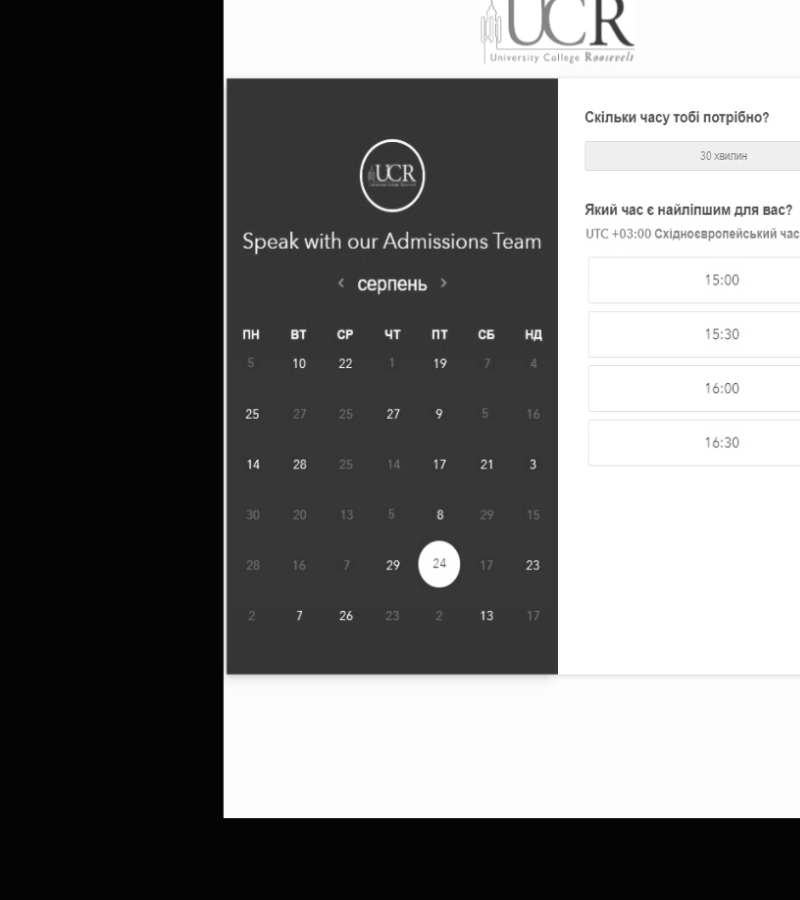 UCR
University College Roosevelt
UCR
Speak with our Admissions Team
‹ серпень ›
ПН ВТ СР ЧТ ПТ СБ НД
5 10 22 1 19 7 4
25 27 25 27 9 5 16
14 28 25 14 17 21 3
30 20 13 5 8 29 15
28 16 7 29 24 17 23
2 7 26 23 2 13 17
Скільки часу тобі потрібно?
30 хвилин
Який час є найліпшим для вас?
UTC +03:00 Східноєвропейський час
15:00
15:30
16:00
16:30